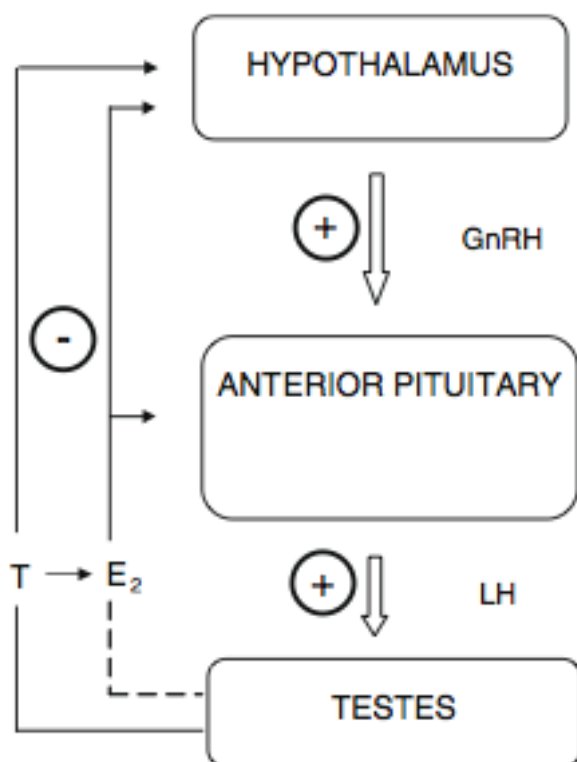 HYPOTHALAMUS
+
GnRH
-
ANTERIOR PITUITARY
T
E₂
+
LH
TESTES